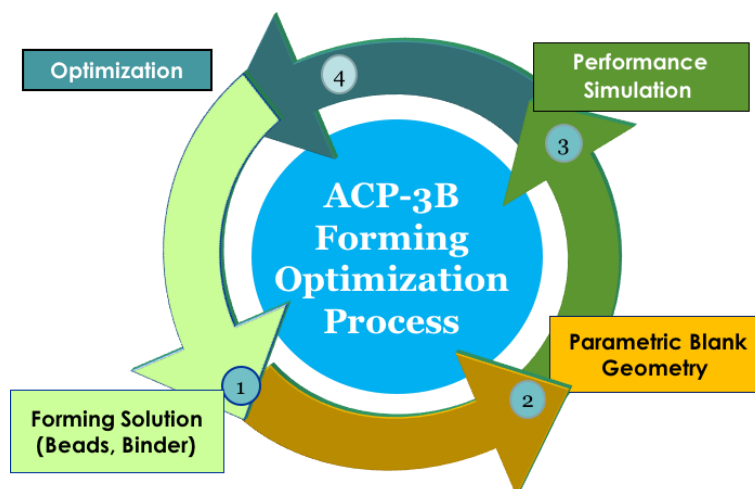 Optimization
4
Performance
Simulation
3
ACP-3B
Forming
Optimization
Process
Parametric Blank
Geometry
2
1
Forming Solution
(Beads, Binder)